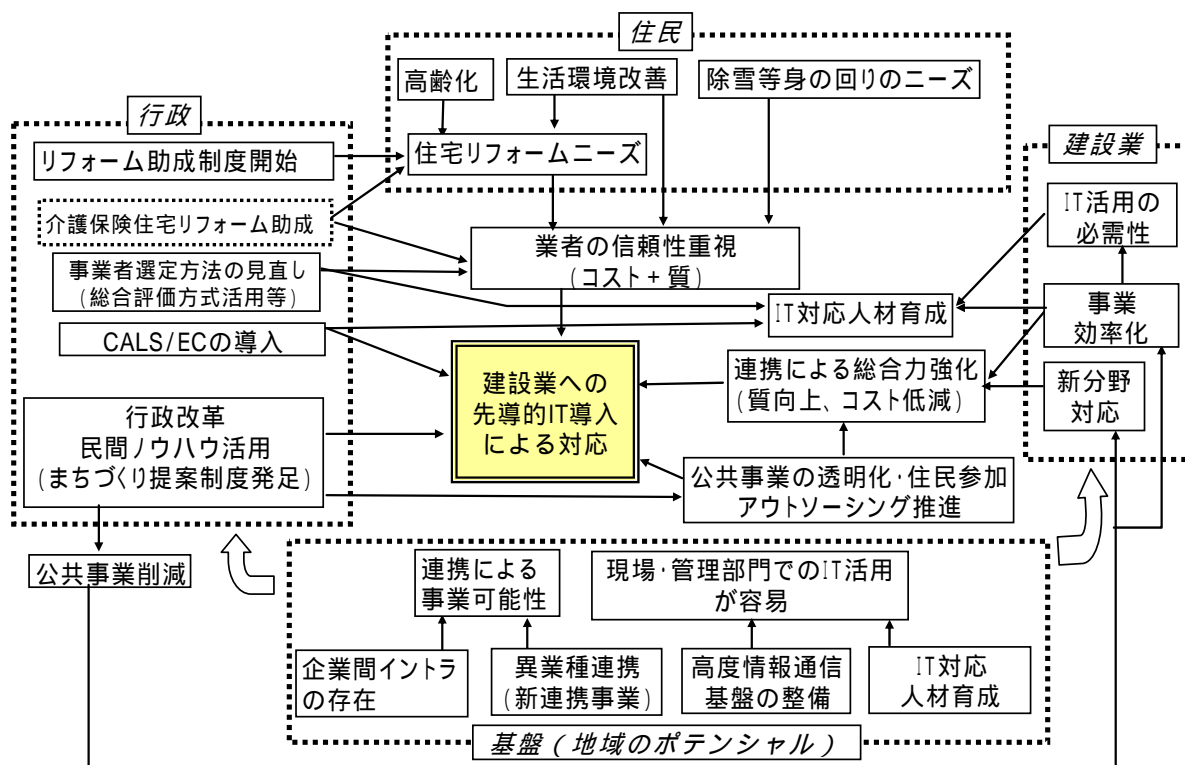 住民
高齢化
生活環境改善
除雪等身の回りのニーズ
住宅リフォームニーズ
行政
リフォーム助成制度開始
介護保険住宅リフォーム助成
事業者選定方法の見直し
(総合評価方式活用等)
CALS/ECの導入
行政改革
民間ノウハウ活用
(まちづくり提案制度発足)
公共事業削減
業者の信頼性重視
(コスト+質)
IT対応人材育成
建設業への
先導的IT導入
による対応
連携による総合力強化
(質向上、コスト低減)
公共事業の透明化・住民参加
アウトソーシング推進
建設業
IT活用の
必需性
事業
効率化
新分野
対応
連携による
事業可能性
現場・管理部門でのIT活用
が容易
企業間イントラ
の存在
異業種連携
(新連携事業)
高度情報通信
基盤の整備
IT対応
人材育成
基盤(地域のポテンシャル)